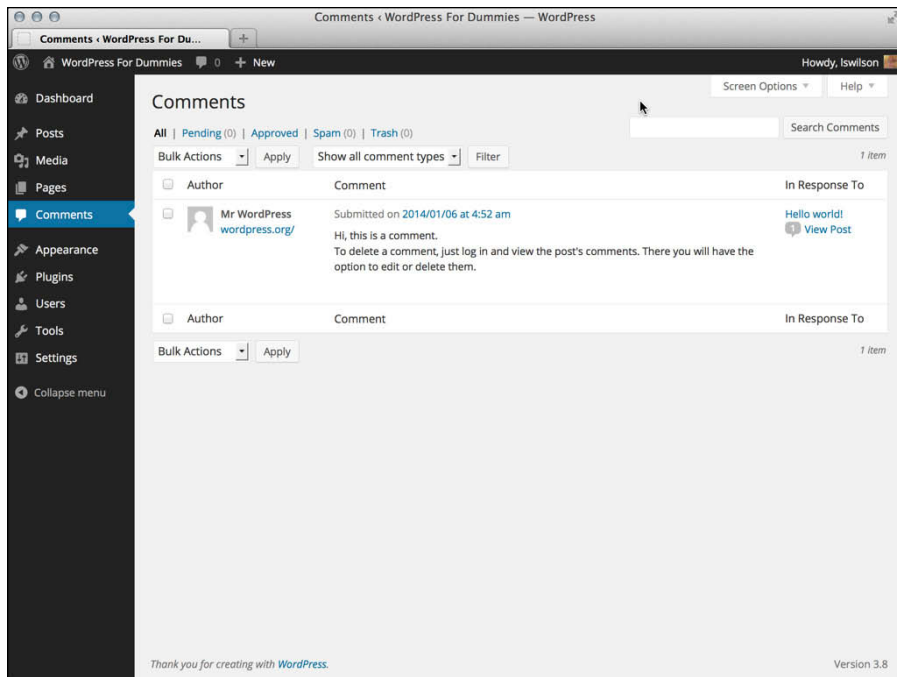 Comments ‹ WordPress For Dummies — WordPress
Comments ‹ WordPress For Du...
WordPress For Dummies 0 + New Howdy, lswilson
Screen Options Help
Dashboard
Posts
Media
Pages
Comments
Appearance
Plugins
Users
Tools
Settings
Collapse menu
Comments
All | Pending (0) | Approved | Spam (0) | Trash (0)
Search Comments
Bulk Actions Apply Show all comment types Filter 1 item
Author Comment In Response To
Mr WordPress Submitted on 2014/01/06 at 4:52 am Hello world!
wordpress.org/ 1 View Post
Hi, this is a comment.
To delete a comment, just log in and view the post's comments. There you will have the
option to edit or delete them.
Author Comment In Response To
Bulk Actions Apply 1 item
Thank you for creating with WordPress. Version 3.8